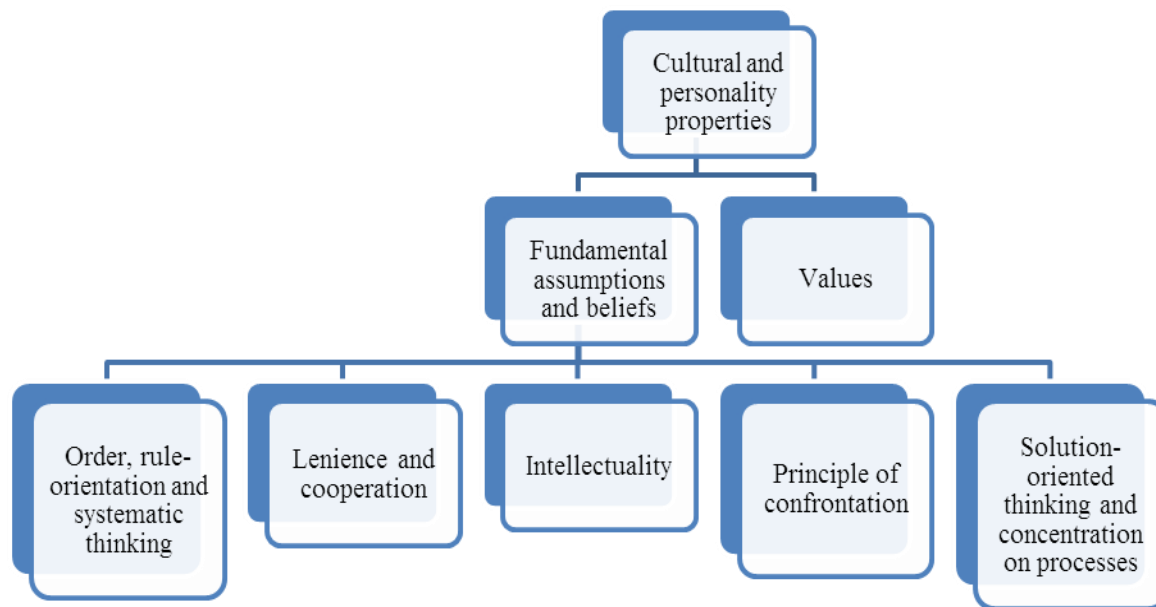 Cultural and
personality
properties
Fundamental
assumptions
and beliefs
Values
Order, rule-
orientation and
systematic
thinking
Lenience and
cooperation
Intellectuality
Principle of
confrontation
Solution-
oriented
thinking and
concentration
on processes